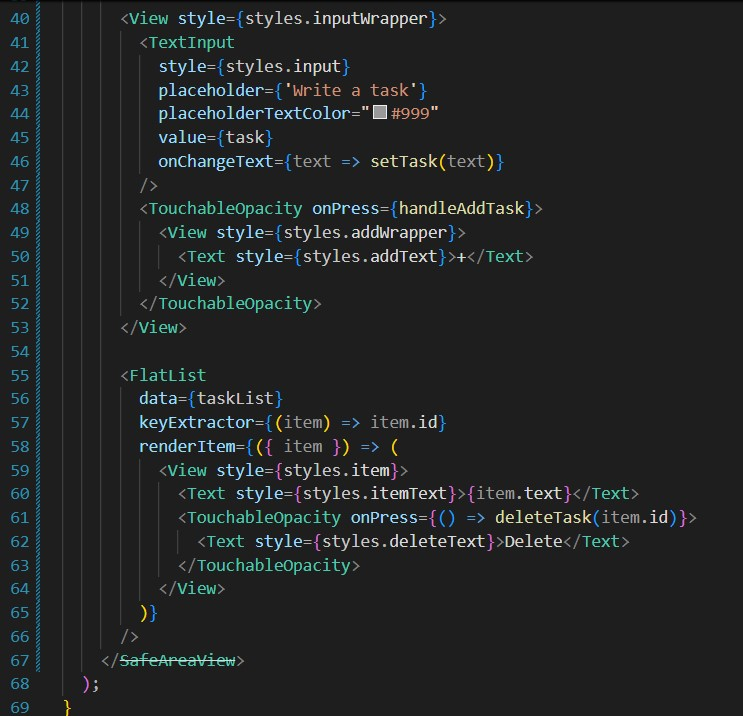 40 <View style={styles.inputWrapper}>
41 <TextInput
42 style={styles.input}
43 placeholder={'Write a task'}
44 placeholderTextColor="#999"
45 value={task}
46 onChangeText={text => setTask(text)}
47 />
48 <TouchableOpacity onPress={handleAddTask}>
49 <View style={styles.addWrapper}>
50 <Text style={styles.addText}>+</Text>
51 </View>
52 </TouchableOpacity>
53 </View>
54
55 <FlatList
56 data={taskList}
57 keyExtractor={(item) => item.id}
58 renderItem={({ item }) => (
59 <View style={styles.item}>
60 <Text style={styles.itemText}>{item.text}</Text>
61 <TouchableOpacity onPress={() => deleteTask(item.id)}>
62 <Text style={styles.deleteText}>Delete</Text>
63 </TouchableOpacity>
64 </View>
65 )}
66 />
67 </SafeAreaView>
68 );
69 }